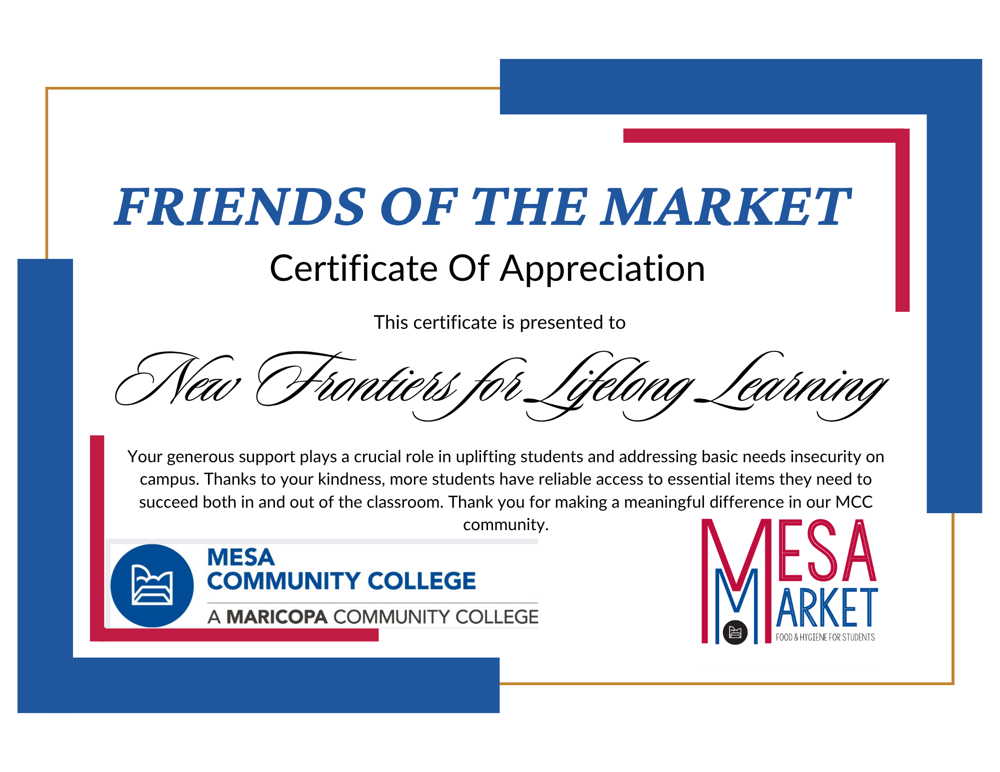 FRIENDS OF THE MARKET
Certificate Of Appreciation
This certificate is presented to
New Frontiers for Lifelong Learning
Your generous support plays a crucial role in uplifting students and addressing basic needs insecurity on
campus. Thanks to your kindness, more students have reliable access to essential items they need to
succeed both in and out of the classroom. Thank you for making a meaningful difference in our MCC
community.
MESA
COMMUNITY COLLEGE
A MARICOPA COMMUNITY COLLEGE
MESA
MARKET
FOOD & HYGIENE FOR STUDENTS